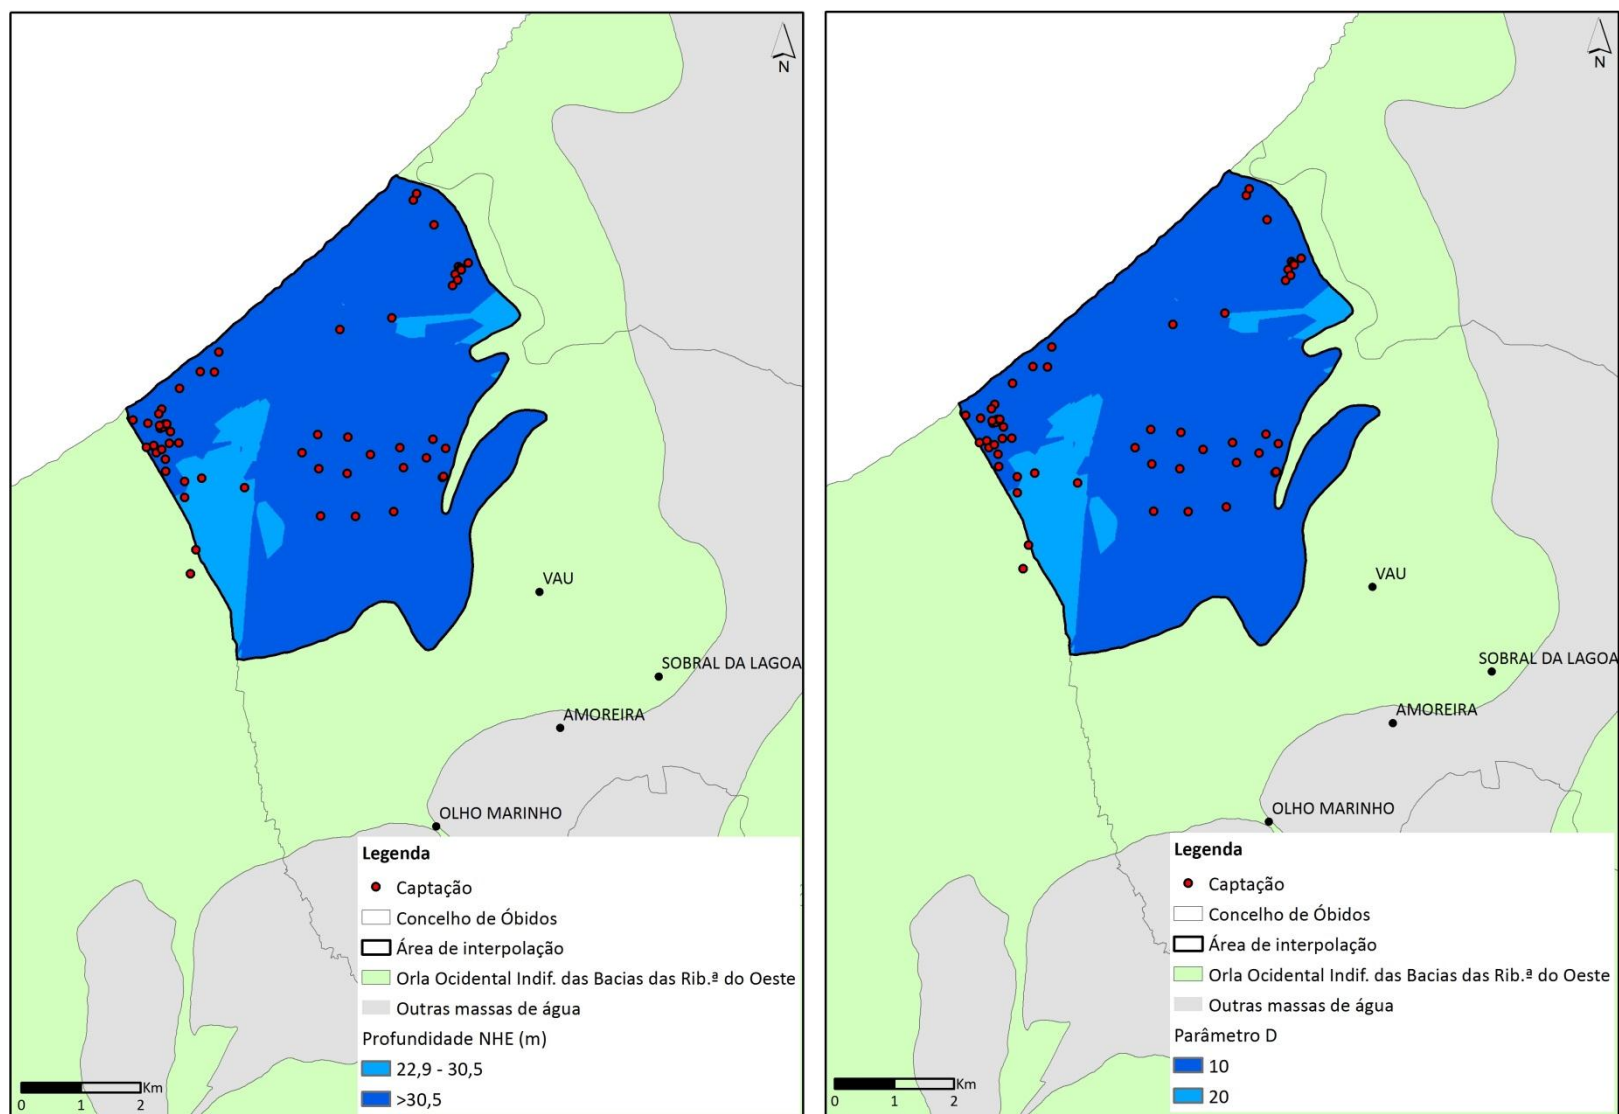 N
VAU
SOBRAL DA LAGOA
AMOREIRA
OLHO MARINHO
Legenda
Captação
Concelho de Óbidos
Área de interpolação
Orla Ocidental Indif. das Bacias das Rib.ª do Oeste
Outras massas de água
Profundidade NHE (m)
22,9 - 30,5
>30,5
Km
0 1 2
N
VAU
SOBRAL DA LAGOA
AMOREIRA
OLHO MARINHO
Legenda
Captação
Concelho de Óbidos
Área de interpolação
Orla Ocidental Indif. das Bacias das Rib.ª do Oeste
Outras massas de água
Parâmetro D
10
20
Km
0 1 2